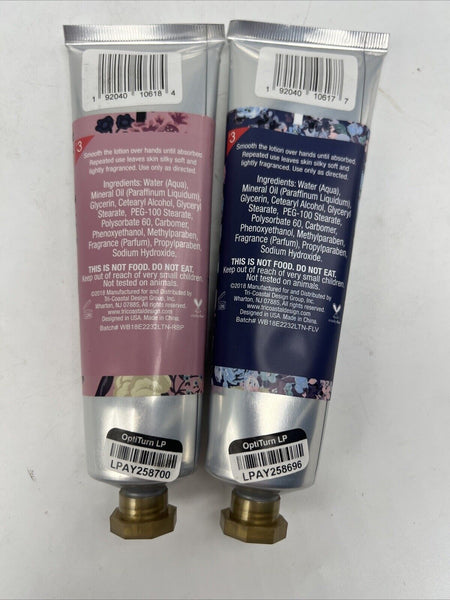 1 92040 10618 4
3
Smooth the lotion over hands until absorbed.
Repeated use leaves skin silky soft and
lightly fragranced. Use only as directed.
Ingredients: Water (Aqua),
Mineral Oil (Paraffinum Liquidum),
Glycerin, Cetearyl Alcohol, Glyceryl
Stearate, PEG-100 Stearate,
Polysorbate 60, Carbomer,
Phenoxyethanol, Methylparaben,
Fragrance (Parfum), Propylparaben,
Sodium Hydroxide.
THIS IS NOT FOOD. DO NOT EAT.
Keep out of reach of very small children.
Not tested on animals.
©2018 Manufactured for and Distributed by
Tri-Coastal Design Group, Inc.
Wharton, NJ 07885, All Rights Reserved.
www.tricoastaldesign.com
Designed in USA. Made in China.
Batch# WB18E2232LTN-RBP
OptiTurn LP
LPAY258700
1 92040 10617 7
3
Smooth the lotion over hands until absorbed.
Repeated use leaves skin silky soft and
lightly fragranced. Use only as directed.
Ingredients: Water (Aqua),
Mineral Oil (Paraffinum Liquidum),
Glycerin, Cetearyl Alcohol, Glyceryl
Stearate, PEG-100 Stearate,
Polysorbate 60, Carbomer,
Phenoxyethanol, Methylparaben,
Fragrance (Parfum), Propylparaben,
Sodium Hydroxide.
THIS IS NOT FOOD. DO NOT EAT.
Keep out of reach of very small children.
Not tested on animals.
©2018 Manufactured for and Distributed by
Tri-Coastal Design Group, Inc.
Wharton, NJ 07885, All Rights Reserved.
www.tricoastaldesign.com
Designed in USA. Made in China.
Batch# WB18E2232LTN-FLV
OptiTurn LP
LPAY258696